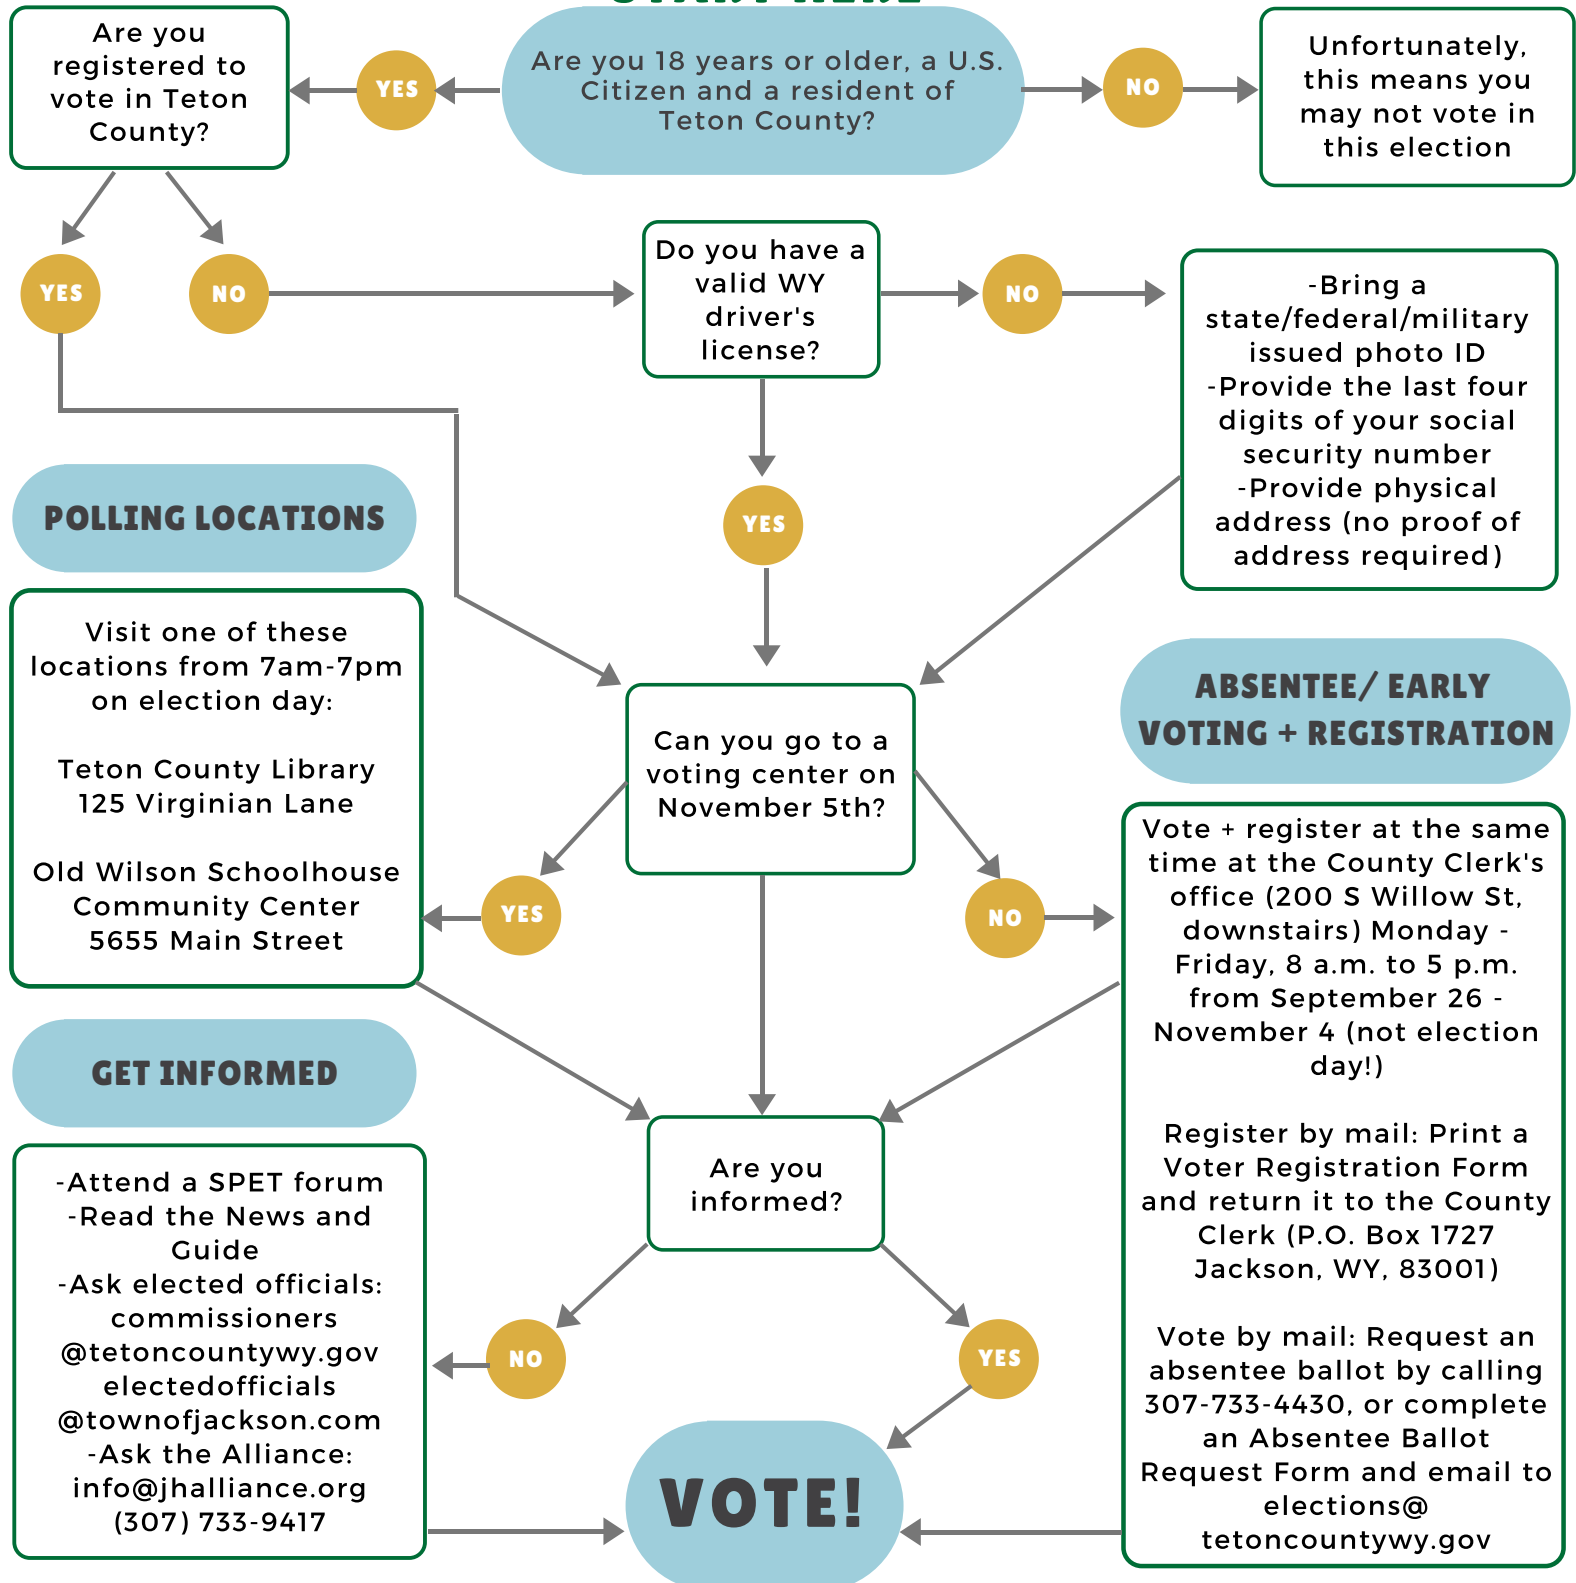 START HERE
Are you 18 years or older, a U.S.
Citizen and a resident of
Teton County?
YES
NO
Are you
registered to
vote in Teton
County?
Unfortunately,
this means you
may not vote in
this election
YES
NO
Do you have a
valid WY
driver's
license?
NO
-Bring a
state/federal/military
issued photo ID
-Provide the last four
digits of your social
security number
-Provide physical
address (no proof of
address required)
YES
POLLING LOCATIONS
Visit one of these
locations from 7am-7pm
on election day:
Teton County Library
125 Virginian Lane
Old Wilson Schoolhouse
Community Center
5655 Main Street
Can you go to a
voting center on
November 5th?
YES
NO
ABSENTEE/ EARLY
VOTING + REGISTRATION
Vote + register at the same
time at the County Clerk's
office (200 S Willow St,
downstairs) Monday -
Friday, 8 a.m. to 5 p.m.
from September 26 -
November 4 (not election
day!)
Register by mail: Print a
Voter Registration Form
and return it to the County
Clerk (P.O. Box 1727
Jackson, WY, 83001)
Vote by mail: Request an
absentee ballot by calling
307-733-4430, or complete
an Absentee Ballot
Request Form and email to
elections@
tetoncountywy.gov
GET INFORMED
-Attend a SPET forum
-Read the News and
Guide
-Ask elected officials:
commissioners
@tetoncountywy.gov
electedofficials
@townofjackson.com
-Ask the Alliance:
info@jhalliance.org
(307) 733-9417
Are you
informed?
NO
YES
VOTE!